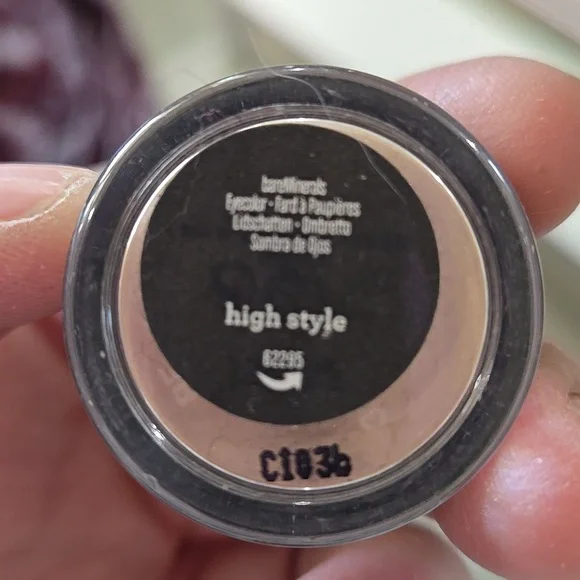 bareMinerals
Eyecolor • Fard à Paupières
Lidschatten • Ombretto
Sombra de Ojos
high style
62295
C103b